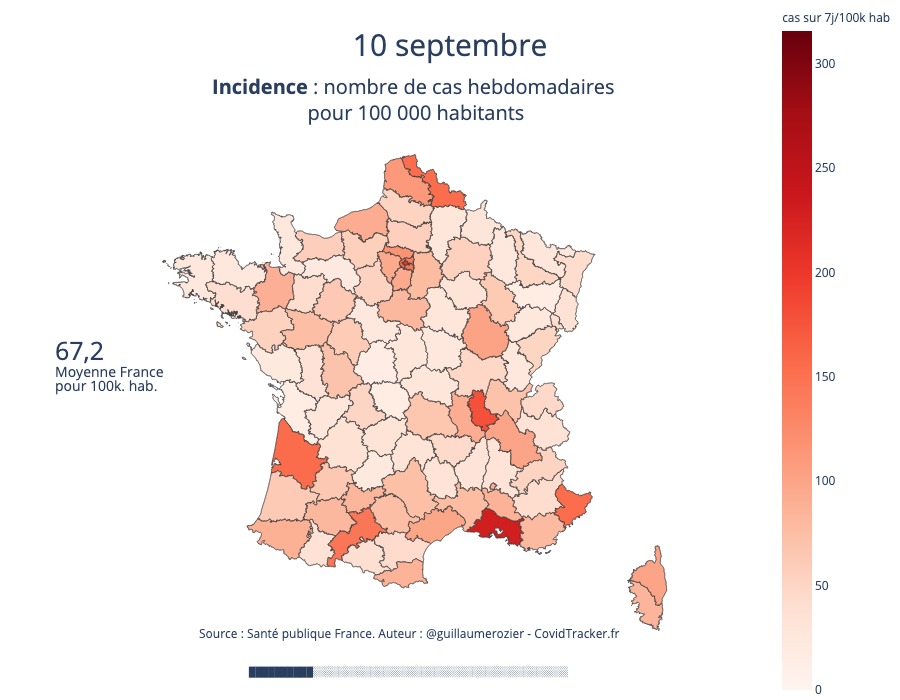 cas sur 7j/100k hab
10 septembre
Incidence : nombre de cas hebdomadaires
pour 100 000 habitants
300
250
200
150
100
50
0
67,2
Moyenne France
pour 100k. hab.
Source : Santé publique France. Auteur : @guillaumerozier - CovidTracker.fr